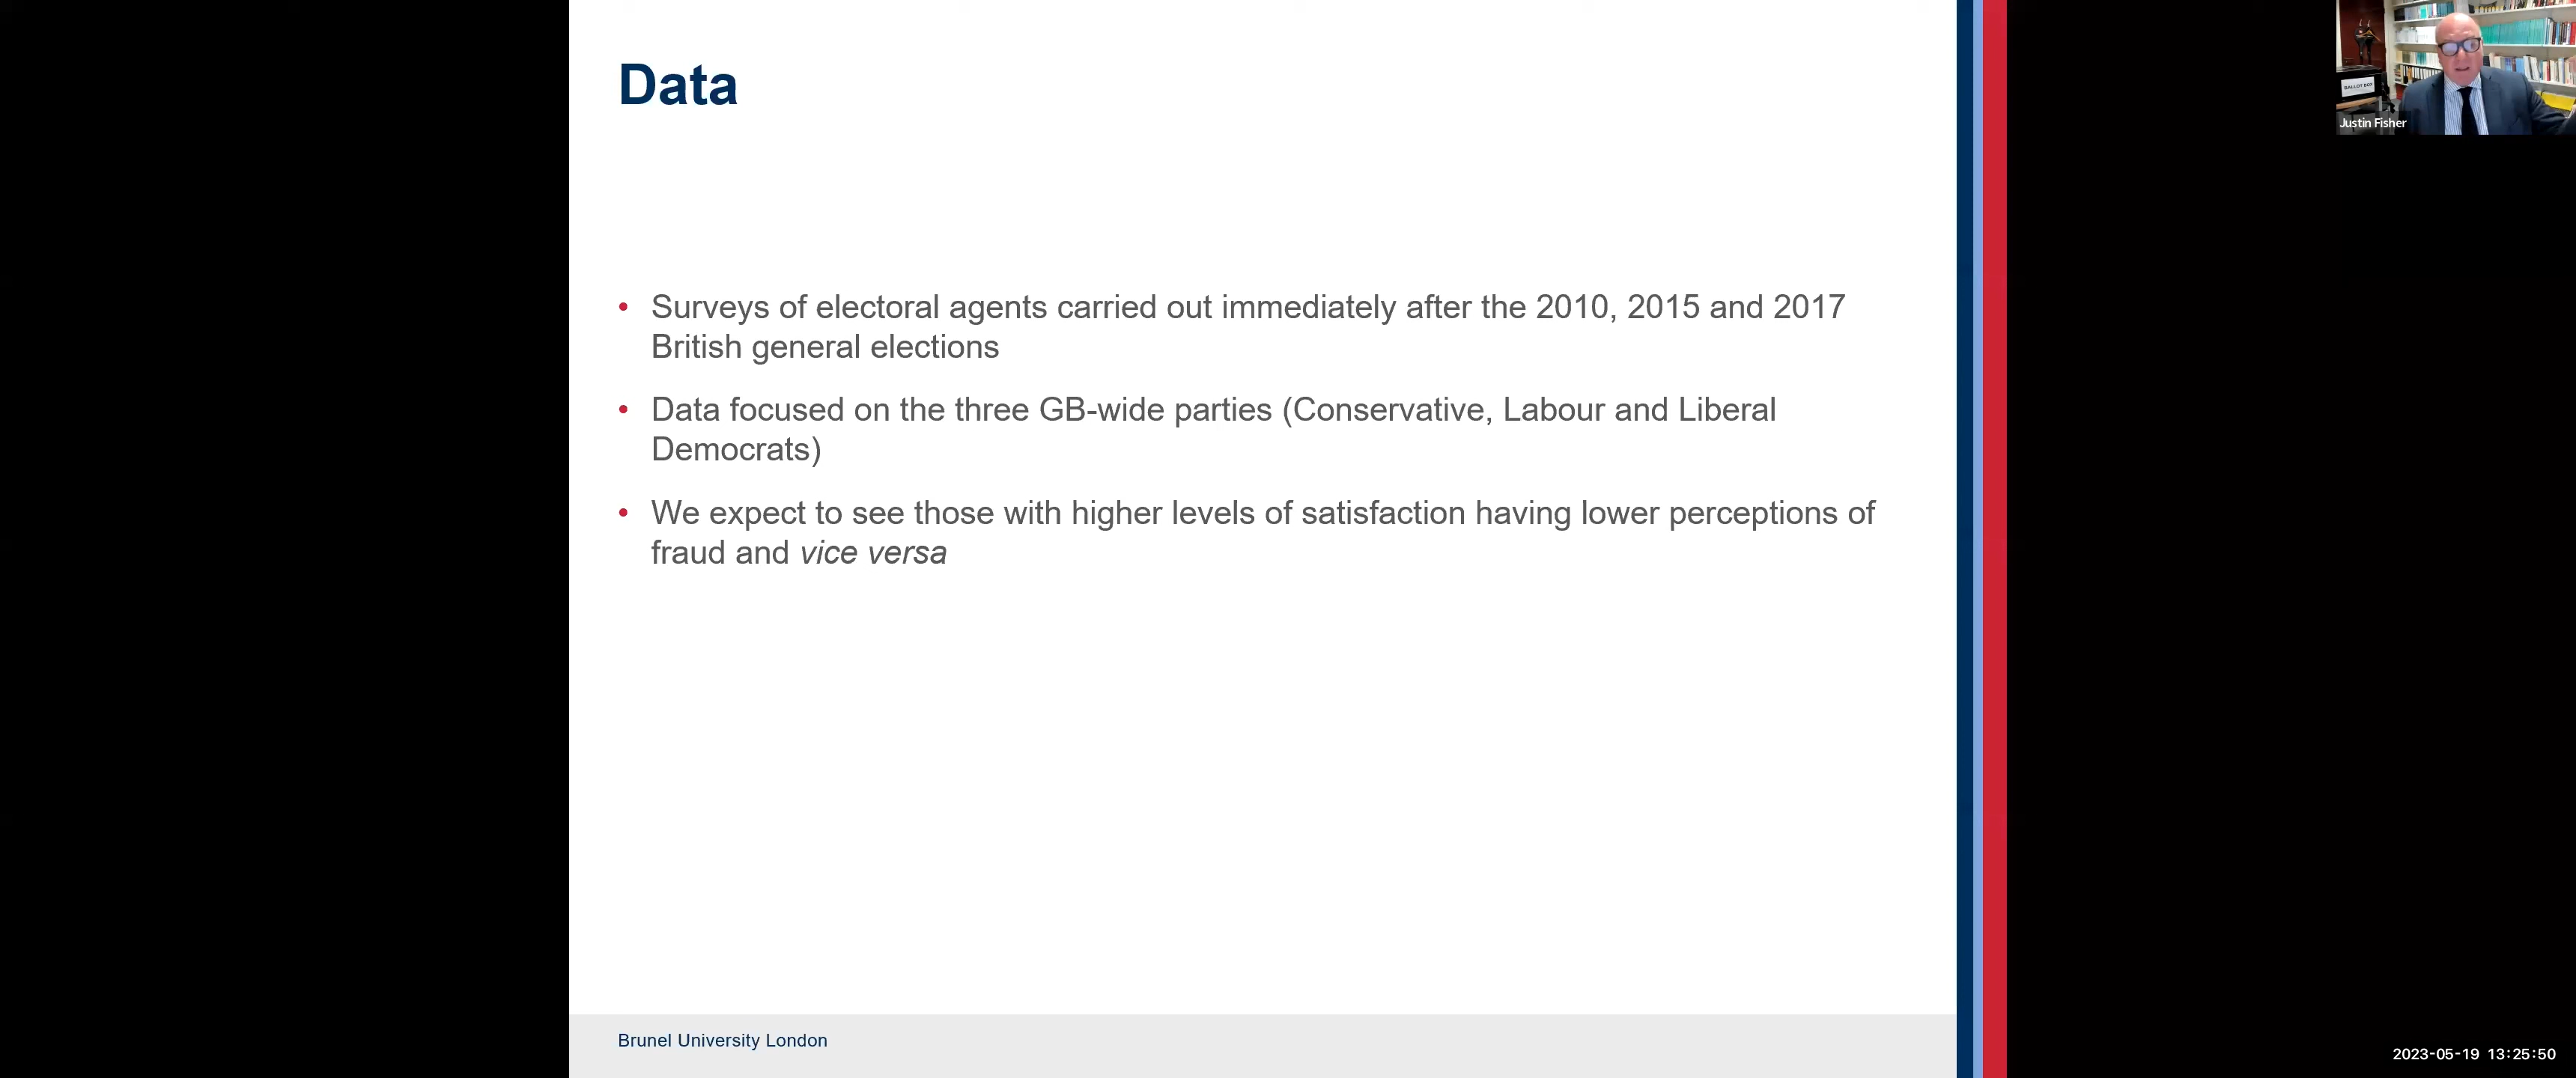 Data
• Surveys of electoral agents carried out immediately after the 2010, 2015 and 2017
British general elections
• Data focused on the three GB-wide parties (Conservative, Labour and Liberal
Democrats)
• We expect to see those with higher levels of satisfaction having lower perceptions of
fraud and vice versa
Brunel University London
BALLOT BOX
Justin Fisher
2023-05-19 13:25:50